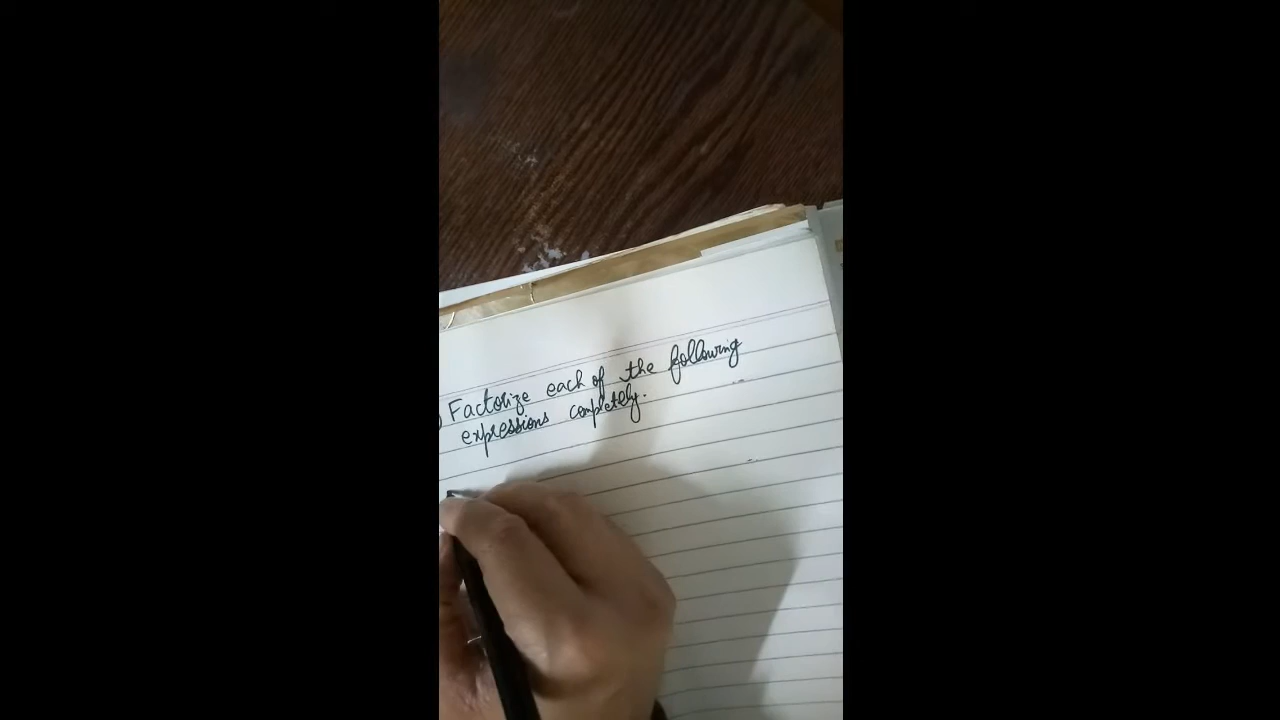 ) Factorize each of the following
expressions completely.